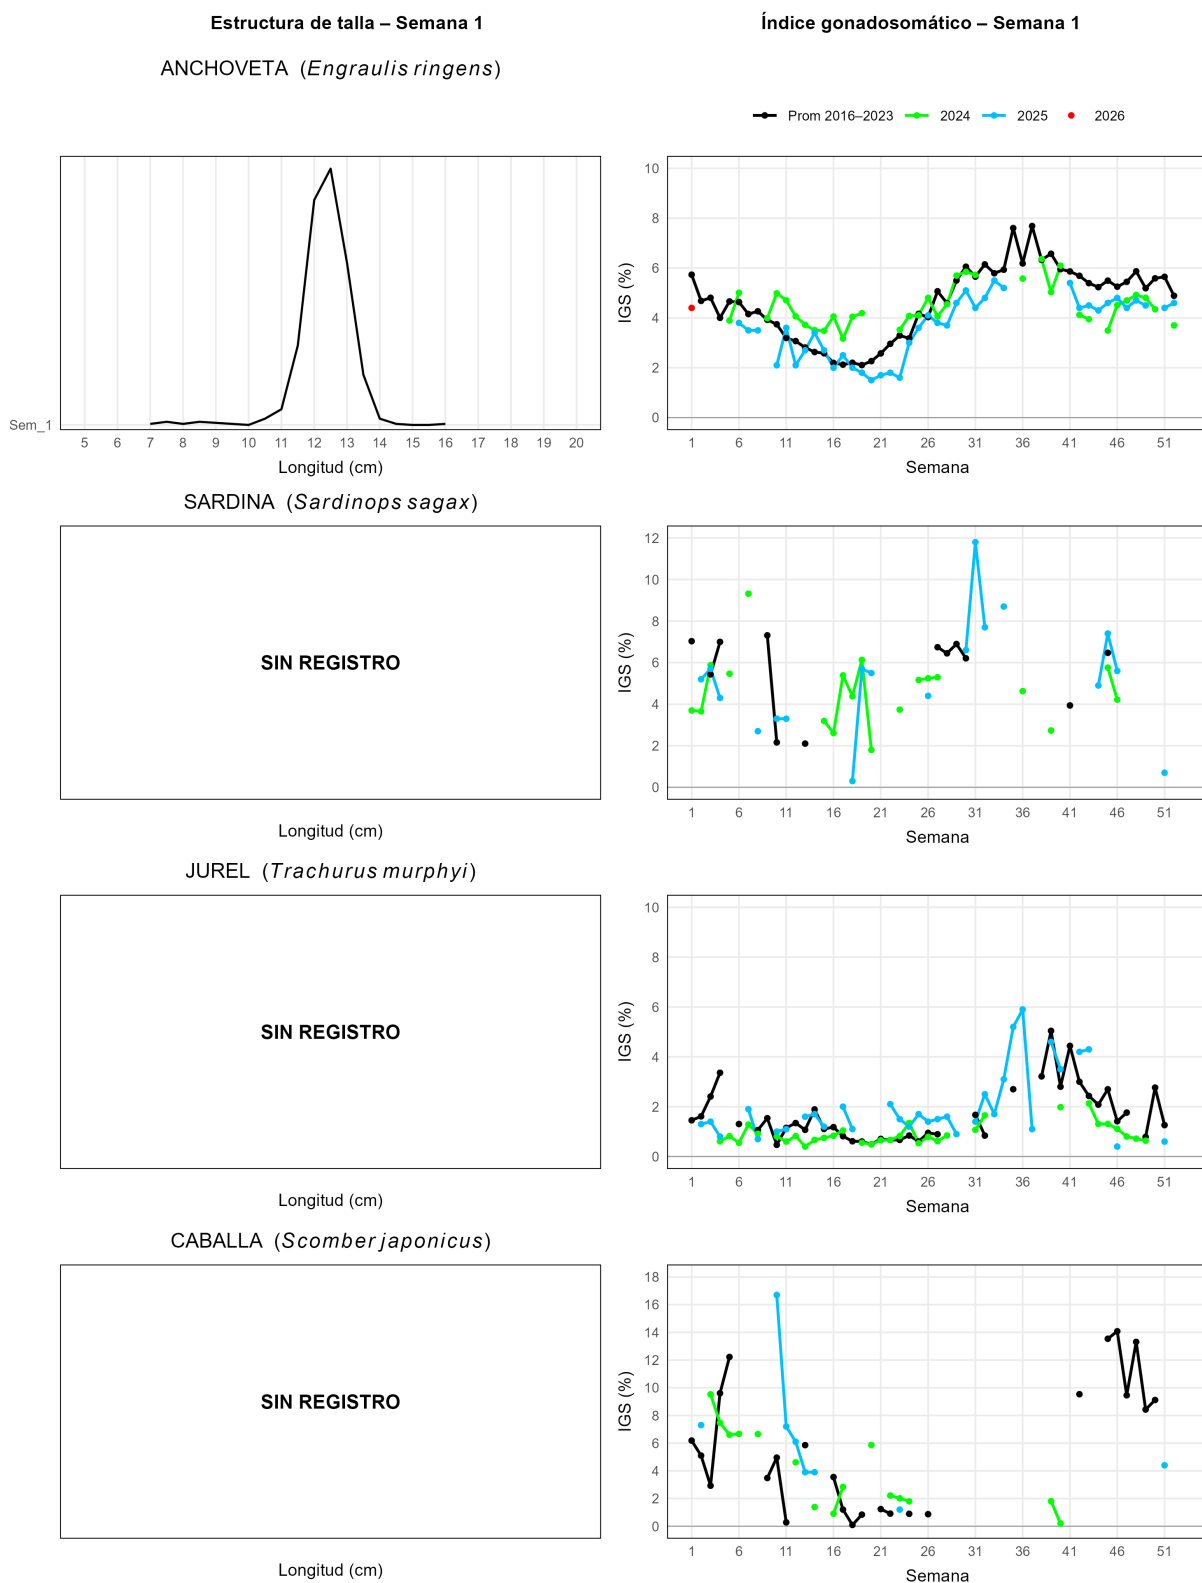 Estructura de talla – Semana 1
Índice gonadosomático – Semana 1
ANCHOVETA (Engraulis ringens)
Prom 2016–2023 2024 2025 2026
Sem_1
5 6 7 8 9 10 11 12 13 14 15 16 17 18 19 20
Longitud (cm)
10
8
6
4
2
0
IGS (%)
1 6 11 16 21 26 31 36 41 46 51
Semana
SARDINA (Sardinops sagax)
SIN REGISTRO
Longitud (cm)
12
10
8
6
4
2
0
IGS (%)
1 6 11 16 21 26 31 36 41 46 51
Semana
JUREL (Trachurus murphyi)
SIN REGISTRO
Longitud (cm)
10
8
6
4
2
0
IGS (%)
1 6 11 16 21 26 31 36 41 46 51
Semana
CABALLA (Scomber japonicus)
SIN REGISTRO
Longitud (cm)
18
16
14
12
10
8
6
4
2
0
IGS (%)
1 6 11 16 21 26 31 36 41 46 51
Semana